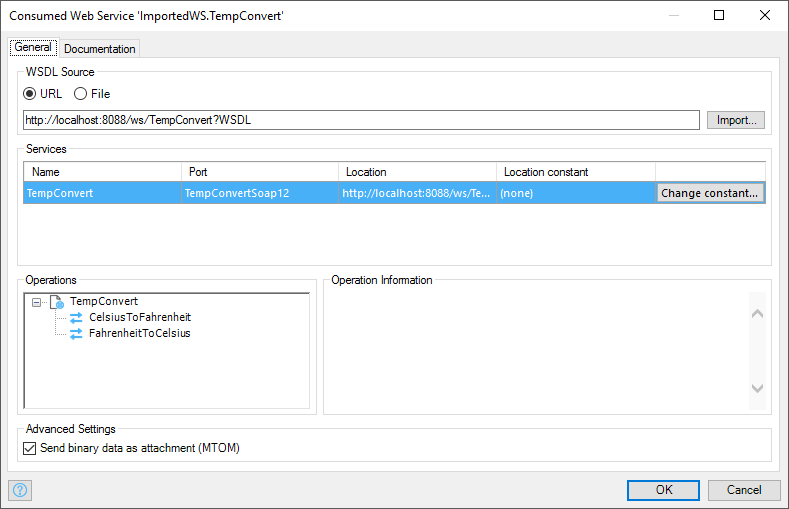 Consumed Web Service 'ImportedWS.TempConvert'
General Documentation
WSDL Source
URL File
http://localhost:8088/ws/TempConvert?WSDL Import...
Services
Name Port Location Location constant
TempConvert TempConvertSoap12 http://localhost:8088/ws/Te... (none) Change constant...
Operations Operation Information
TempConvert
CelsiusToFahrenheit
FahrenheitToCelsius
Advanced Settings
Send binary data as attachment (MTOM)
? OK Cancel